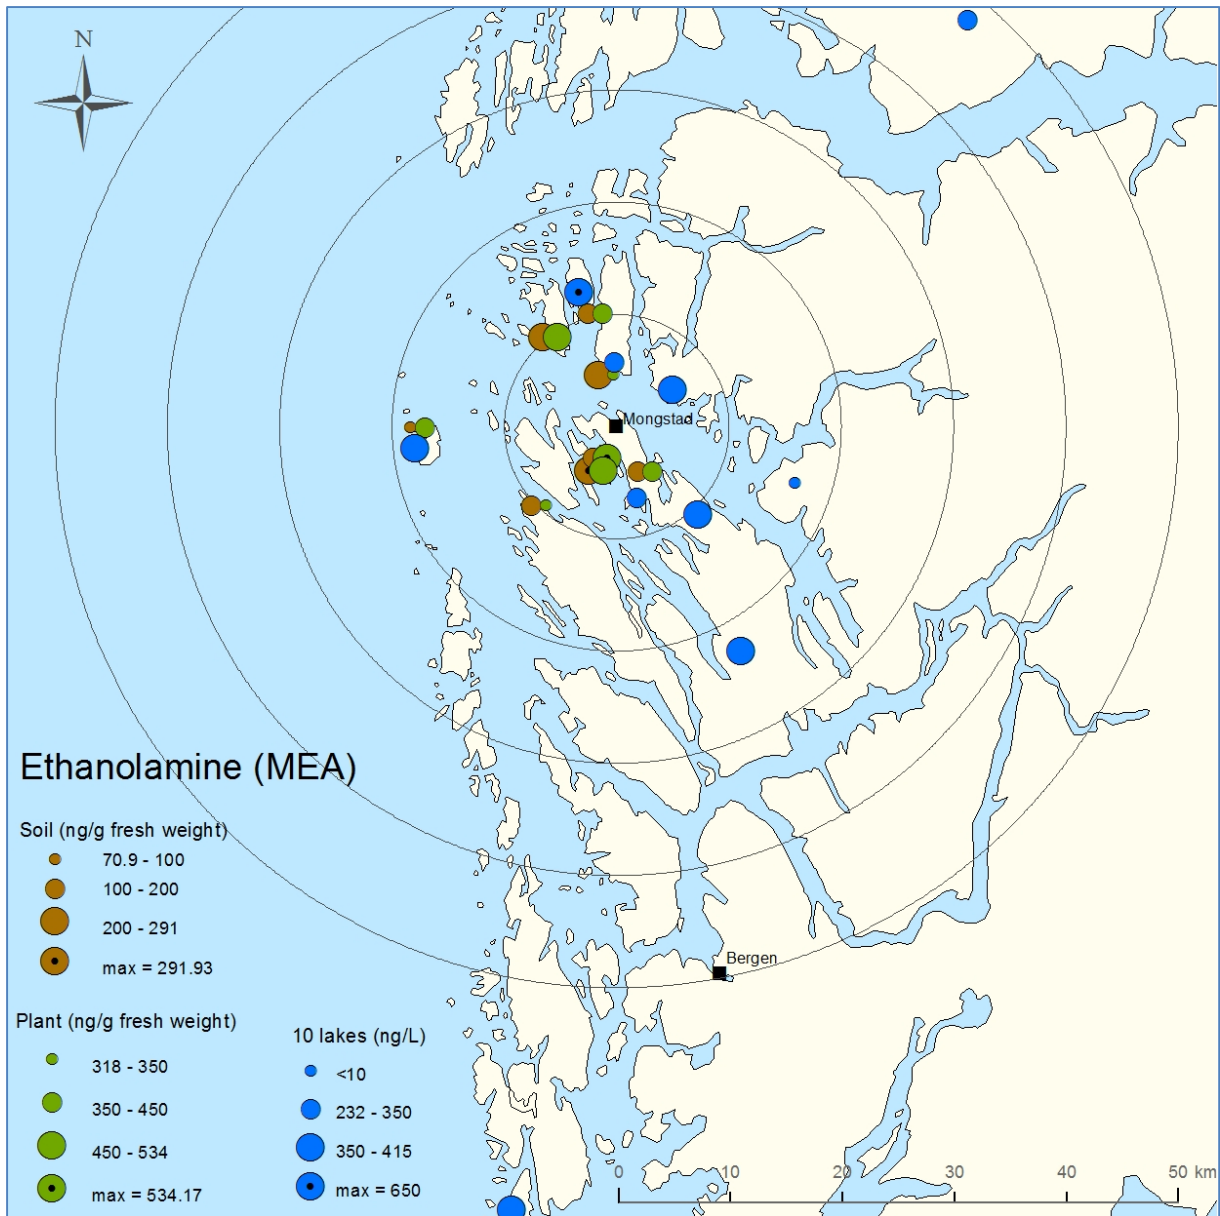 N
Mongstad
Ethanolamine (MEA)
Soil (ng/g fresh weight)
70.9 - 100
100 - 200
200 - 291
max = 291.93
Bergen
Plant (ng/g fresh weight)
318 - 350
350 - 450
450 - 534
max = 534.17
10 lakes (ng/L)
<10
232 - 350
350 - 415
max = 650
0 10 20 30 40 50 km